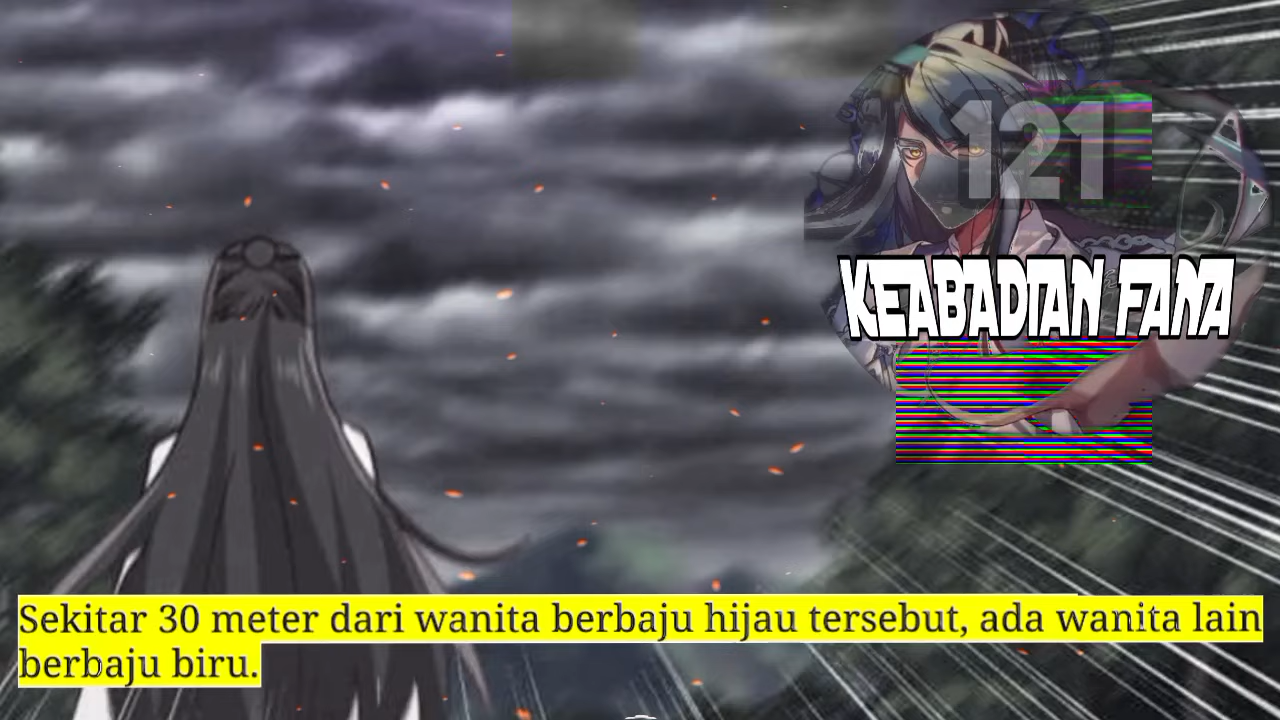 121
KEABADIAN FANA
Sekitar 30 meter dari wanita berbaju hijau tersebut, ada wanita lain
berbaju biru.